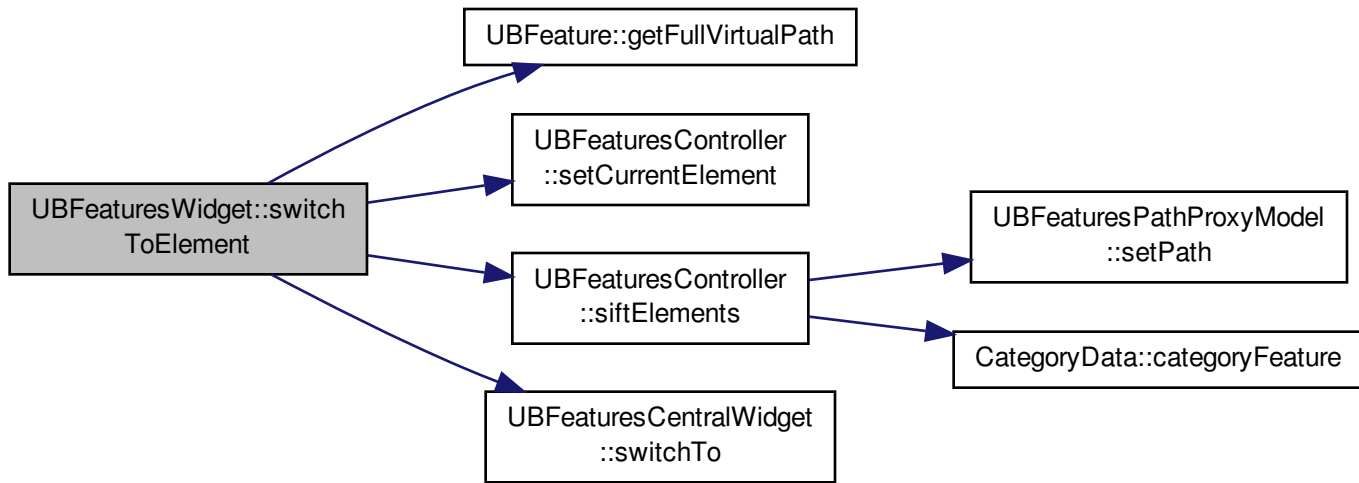 UBFeature::getFullVirtualPath
UBFeaturesController
::setCurrentElement
UBFeaturesWidget::switch
ToElement
UBFeaturesController
::siftElements
UBFeaturesPathProxyModel
::setPath
CategoryData::categoryFeature
UBFeaturesCentralWidget
::switchTo